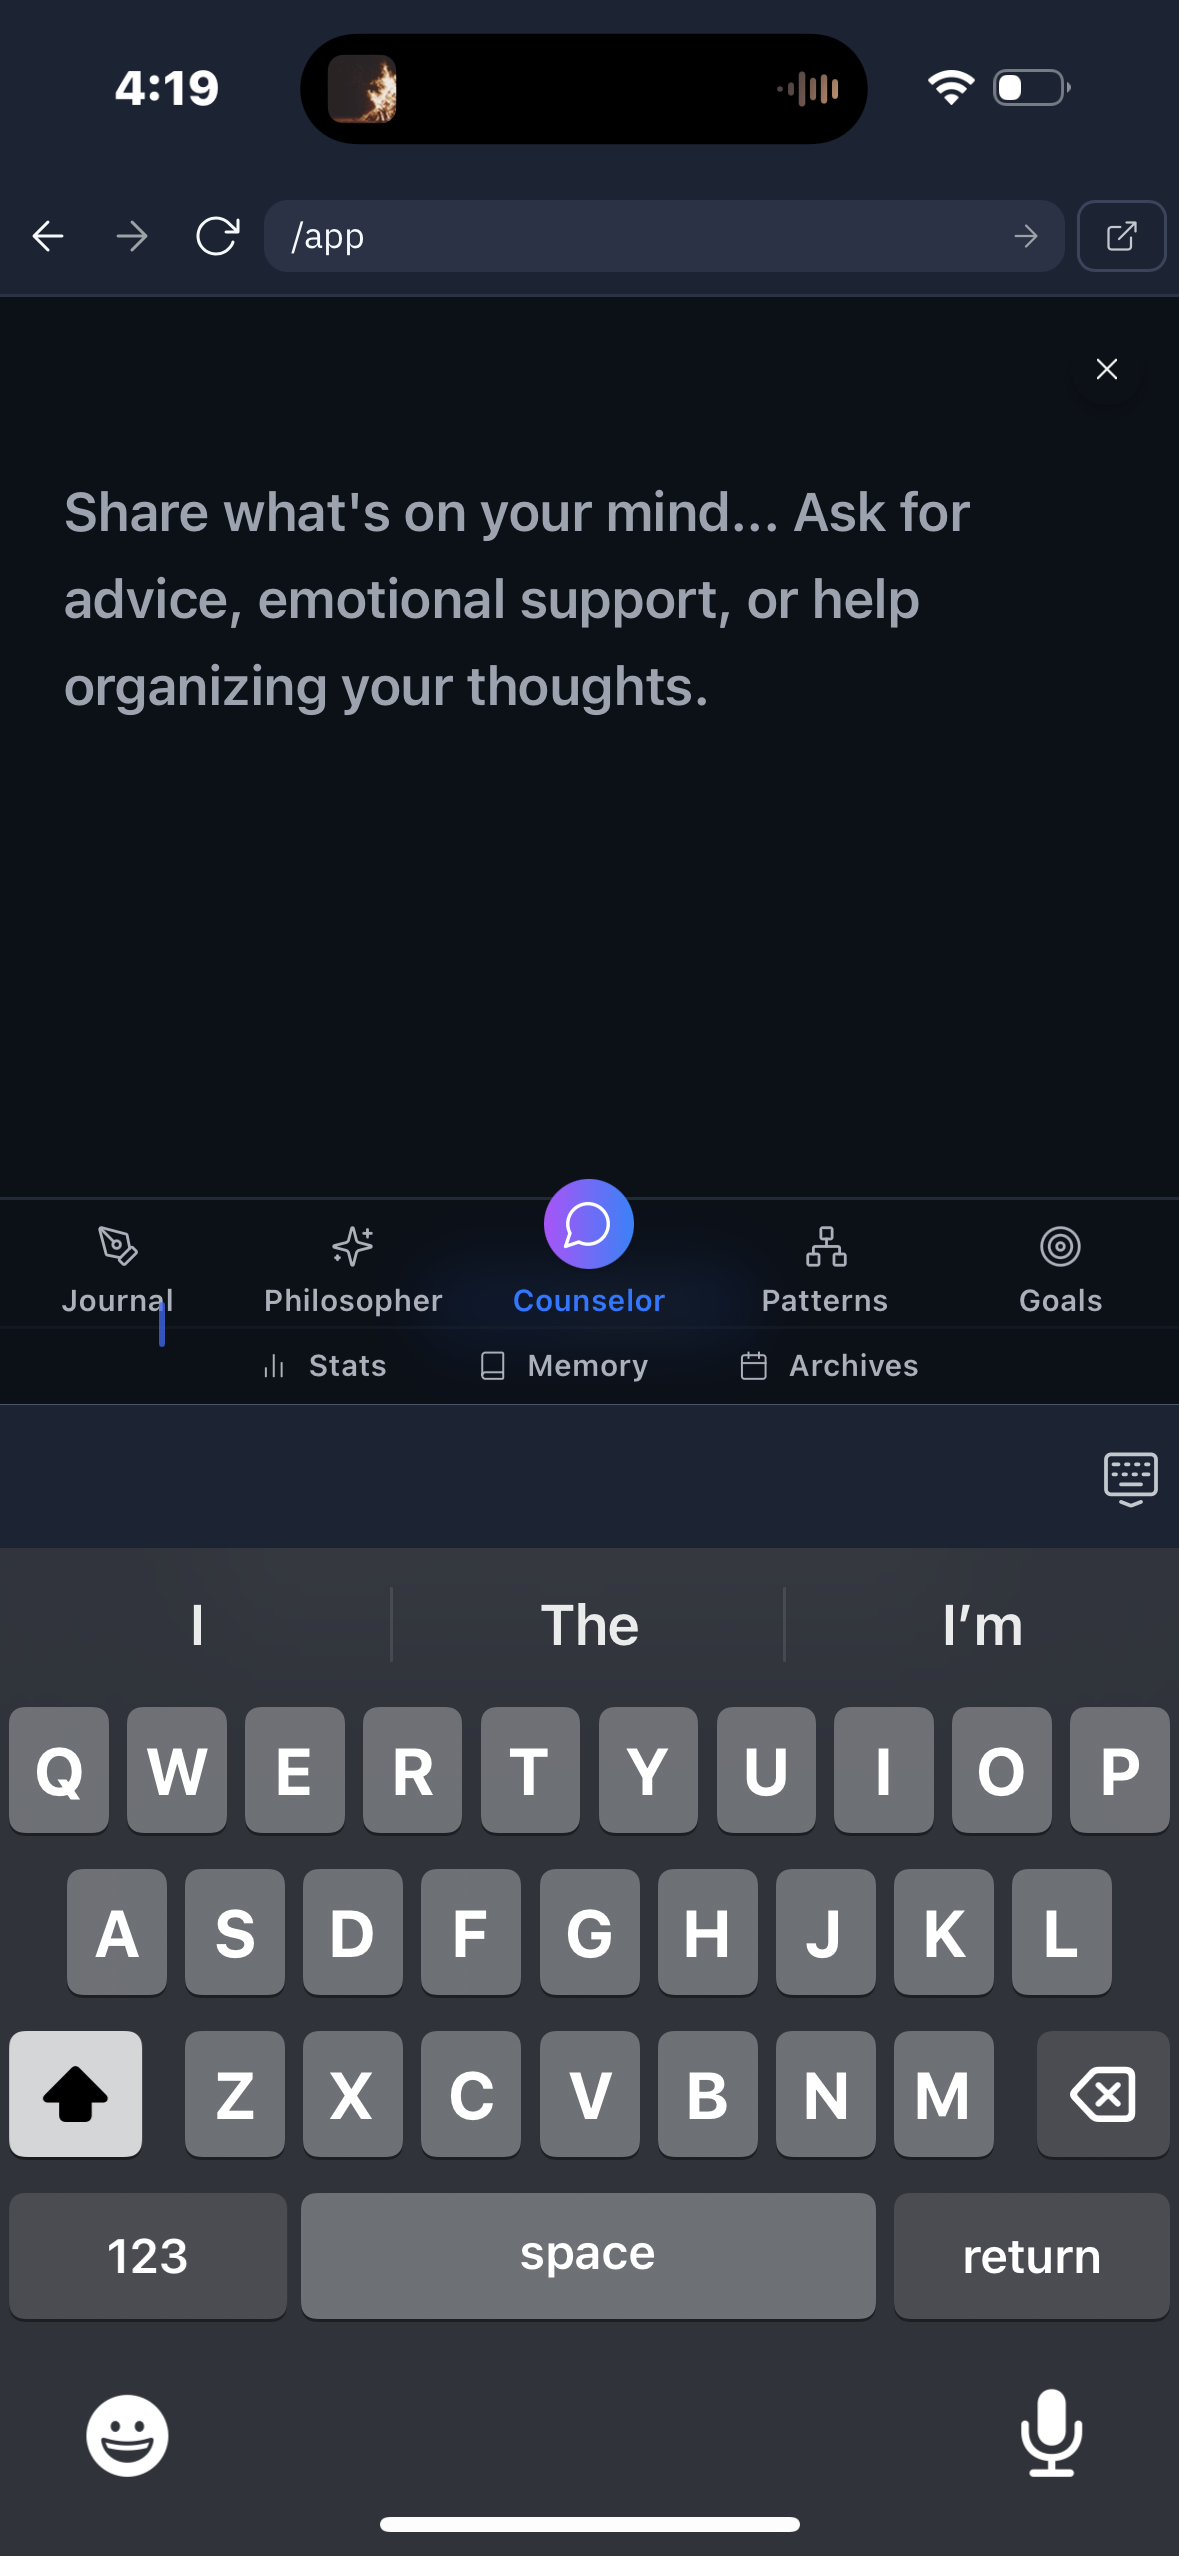 4:19
/app
Share what's on your mind... Ask for
advice, emotional support, or help
organizing your thoughts.
Journal Philosopher Counselor Patterns Goals
Stats Memory Archives
I The I’m
Q W E R T Y U I O P
A S D F G H J K L
Z X C V B N M
123 space return